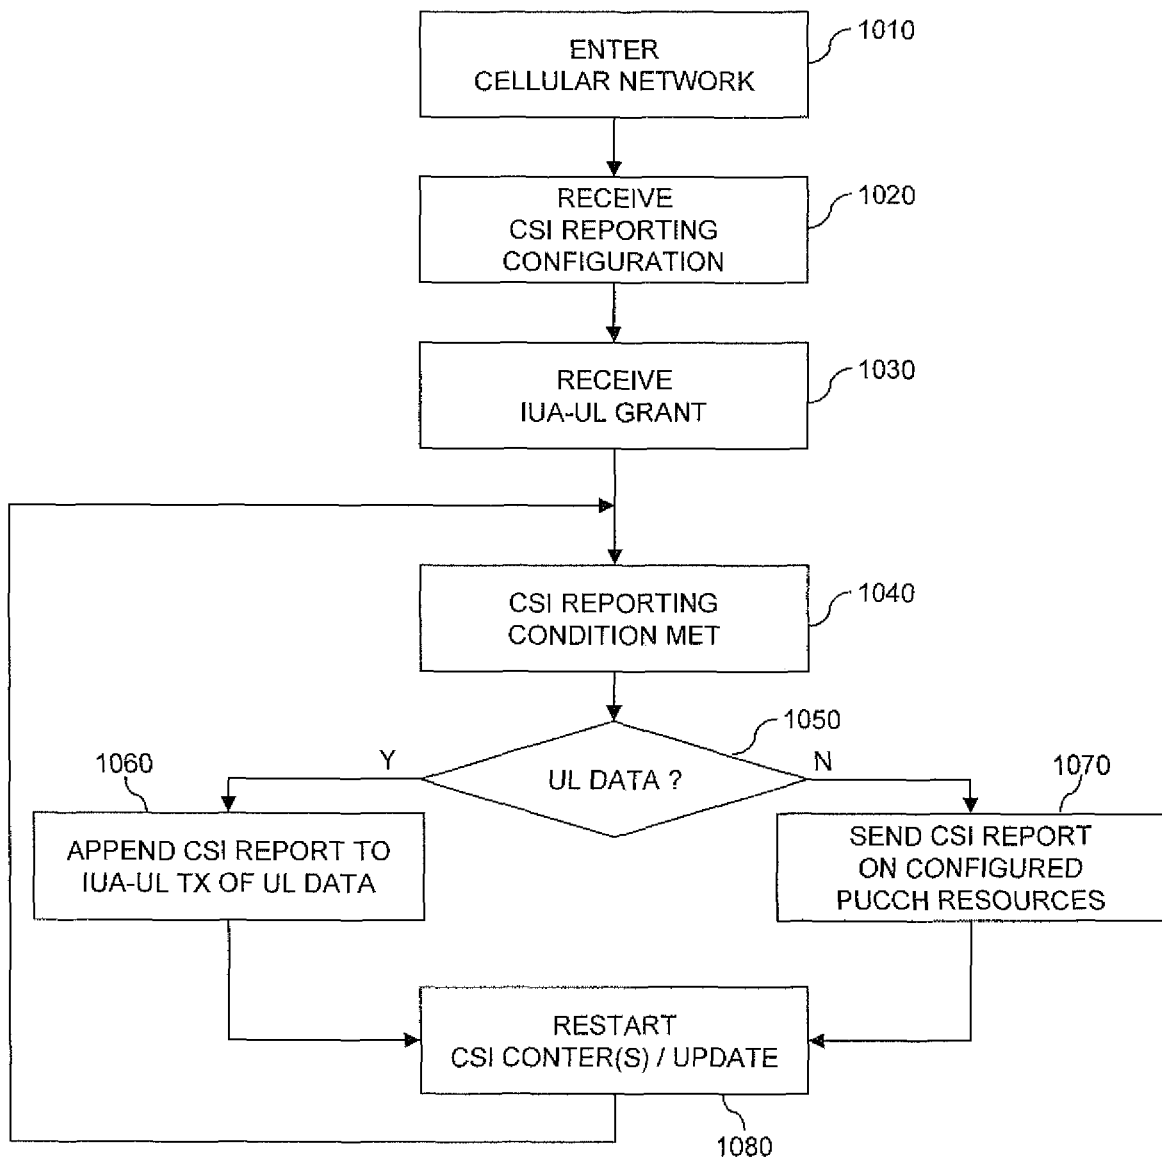 ENTER
CELLULAR NETWORK
1010
RECEIVE
CSI REPORTING
CONFIGURATION
1020
RECEIVE
IUA-UL GRANT
1030
CSI REPORTING
CONDITION MET
1040
UL DATA ?
1050
Y
N
1060
APPEND CSI REPORT TO
IUA-UL TX OF UL DATA
1070
SEND CSI REPORT
ON CONFIGURED
PUCCH RESOURCES
RESTART
CSI CONTER(S) / UPDATE
1080